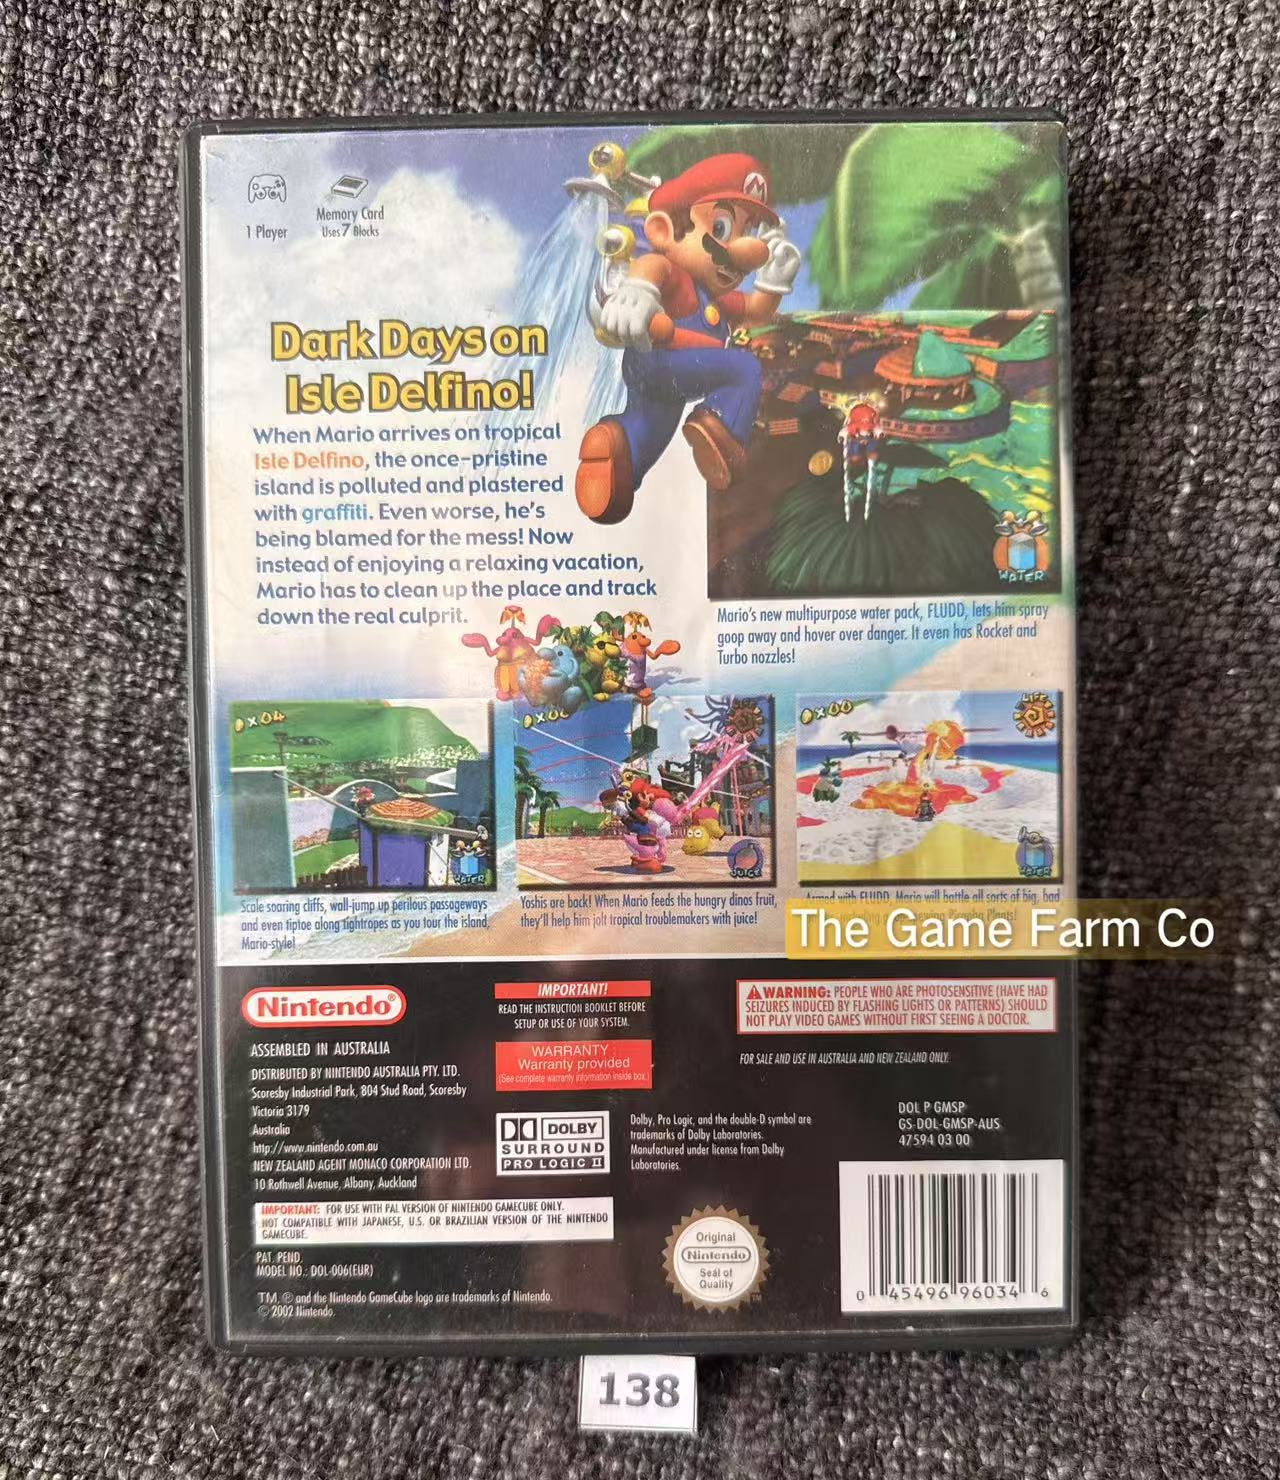 1 Player
Memory Card
Uses 7 Blocks
M
Dark Days on
Isle Delfino!
When Mario arrives on tropical
Isle Delfino, the once-pristine
island is polluted and plastered
with graffiti. Even worse, he's
being blamed for the mess! Now
instead of enjoying a relaxing vacation,
Mario has to clean up the place and track
down the real culprit.
WATER
Mario's new multipurpose water pack, FLUDD, lets him spray
goop away and hover over danger. It even has Rocket and
Turbo nozzles!
x04
WATER
JUICE
x00
LIFE
WATER
Scale soaring cliffs, wall-jump up perilous passageways
and even tiptoe along tightropes as you tour the island,
Mario-style!
Yoshis are back! When Mario feeds the hungry dinos fruit,
they'll help him jolt tropical troublemakers with juice!
Armed with FLUDD, Mario will battle all sorts of big, bad
Piranha Plants!
The Game Farm Co
Nintendo®
ASSEMBLED IN AUSTRALIA
DISTRIBUTED BY NINTENDO AUSTRALIA PTY. LTD.
Scoresby Industrial Park, 804 Stud Road, Scoresby
Victoria 3179
Australia
http://www.nintendo.com.au
NEW ZEALAND AGENT MONACO CORPORATION LTD.
10 Rothwell Avenue, Albany, Auckland
IMPORTANT: FOR USE WITH PAL VERSION OF NINTENDO GAMECUBE ONLY.
NOT COMPATIBLE WITH JAPANESE, U.S. OR BRAZILIAN VERSION OF THE NINTENDO
GAMECUBE.
PAT. PEND.
MODEL NO.: DOL-006(EUR)
TM, ® and the Nintendo GameCube logo are trademarks of Nintendo.
© 2002 Nintendo.
IMPORTANT!
READ THE INSTRUCTION BOOKLET BEFORE
SETUP OR USE OF YOUR SYSTEM.
WARRANTY :
Warranty provided
(See complete warranty information inside box.)
DOLBY
SURROUND
PRO LOGIC II
Dolby, Pro Logic, and the double-D symbol are
trademarks of Dolby Laboratories.
Manufactured under license from Dolby
Laboratories.
Original
Nintendo
Seal of
Quality
TM
WARNING: PEOPLE WHO ARE PHOTOSENSITIVE (HAVE HAD
SEIZURES INDUCED BY FLASHING LIGHTS OR PATTERNS) SHOULD
NOT PLAY VIDEO GAMES WITHOUT FIRST SEEING A DOCTOR.
FOR SALE AND USE IN AUSTRALIA AND NEW ZEALAND ONLY.
DOL P GMSP
GS-DOL-GMSP-AUS
47594 03 00
0 45496 96034 6
138